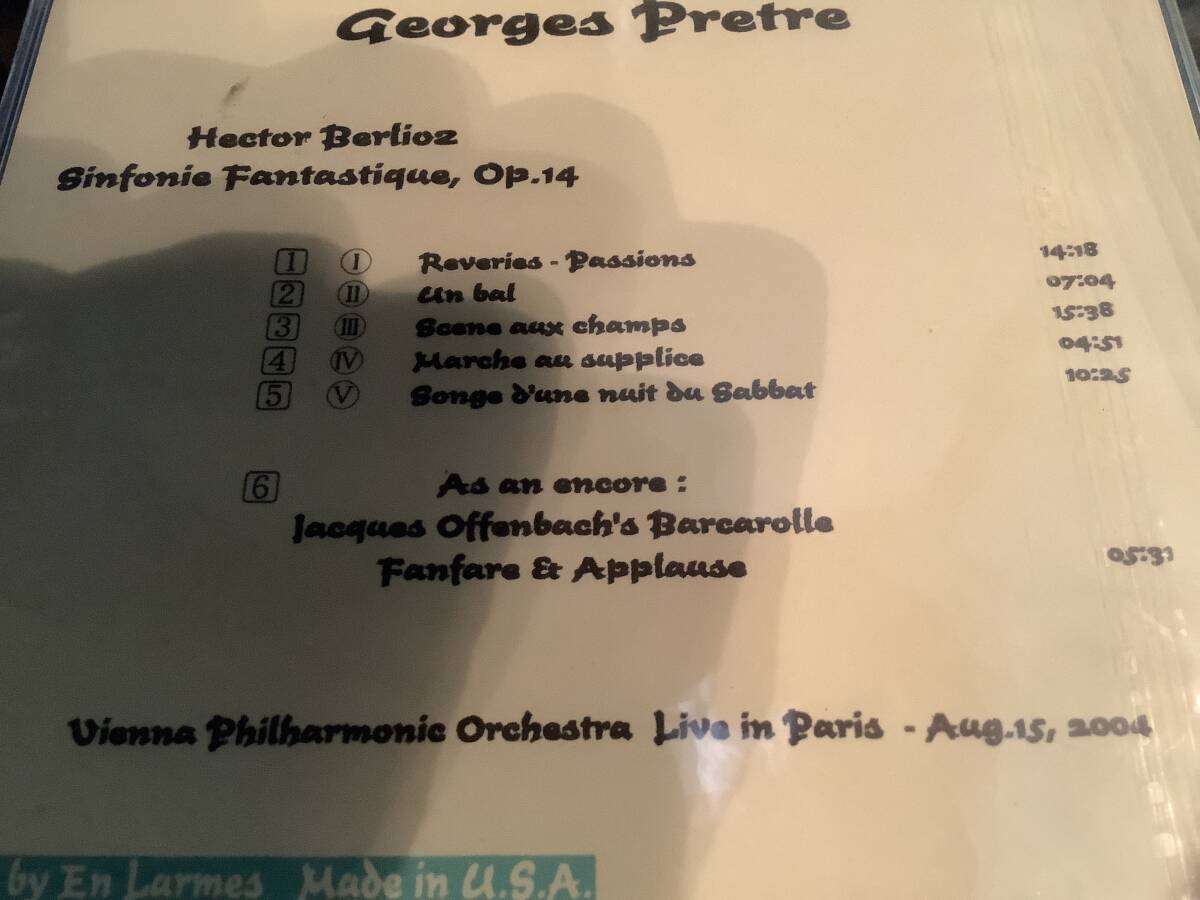 Georges Pretre
Hector Berlioz
Sinfonie Fantastique, Op.14
1 I Reveries - Passions 14:18
2 II Un bal 07:04
3 III Scene aux champs 15:38
4 IV Marche au supplice 04:51
5 V Songe d'une nuit du Sabbat 10:25
6 As an encore :
Jacques Offenbach's Barcarolle
Fanfare & Applause 05:31
Vienna Philharmonic Orchestra Live in Paris - Aug.15, 2004
by En Larmes Made in U.S.A.